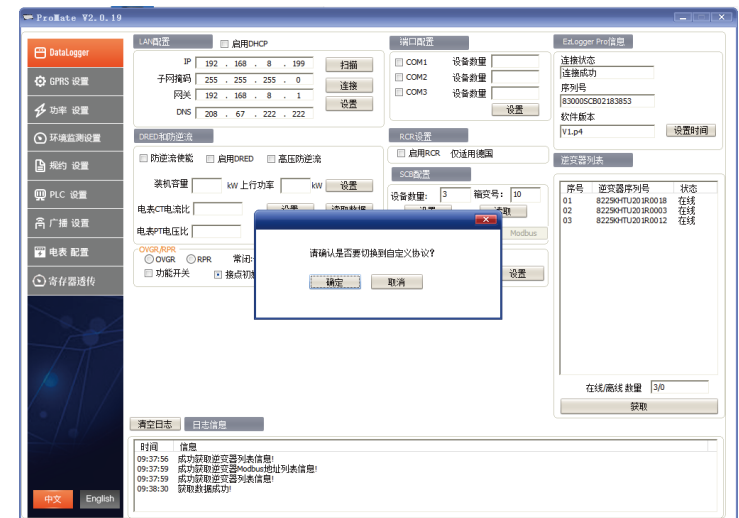 ProMate V2.0.19
DataLogger
GPRS 设置
功率 设置
环境监测设置
规约 设置
PLC 设置
广播 设置
电表 配置
寄存器透传
中文 English
LAN配置 启用DHCP
IP 192 . 168 . 8 . 199 扫描
子网掩码 255 . 255 . 255 . 0 连接
网关 192 . 168 . 8 . 1
DNS 208 . 67 . 222 . 222 设置
端口配置
COM1 设备数量
COM2 设备数量
COM3 设备数量
设置
EzLogger Pro信息
连接状态
连接成功
序列号
83000SCB02183853
软件版本
V1.p4 设置时间
DRED和防逆流
防逆流使能 启用DRED 高压防逆流
装机容量 kW 上行功率 kW 设置
电表CT电流比 设置 读取数据
电表PT电压比
RCR设置
启用RCR 仅适用德国
SCB配置
设备数量: 3 箱变号: 10
Modbus
OVGR/RPR
OVGR RPR 常闭:
功能开关 接点初
设置
请确认是否要切换到自定义协议?
确定 取消
逆变器列表
序号 逆变器序列号 状态
01 8225KHTU201R0018 在线
02 8225KHTU201R0003 在线
03 8225KHTU201R0012 在线
在线/离线 数量 3/0
获取
清空日志 日志信息
时间 信息
09:37:56 成功获取逆变器列表信息!
09:37:59 成功获取逆变器Modbus地址列表信息!
09:37:59 成功获取逆变器列表信息!
09:38:30 获取数据成功!